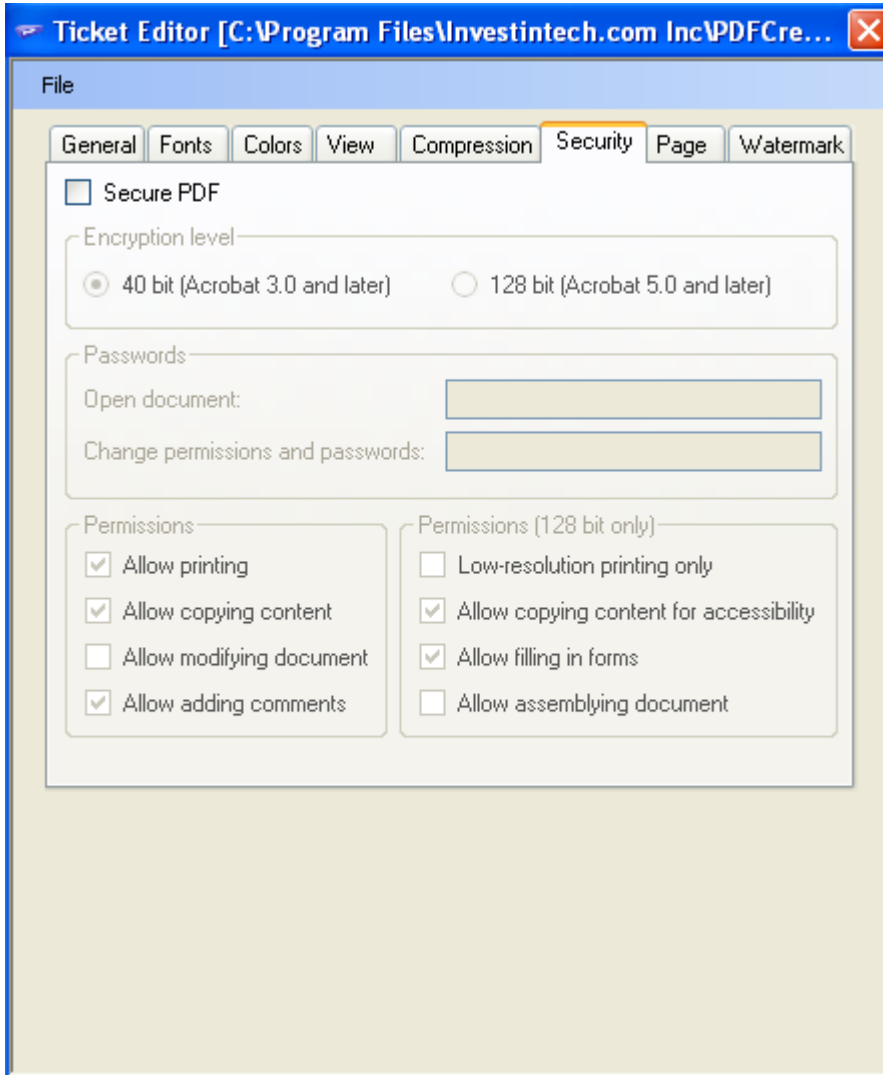 Ticket Editor [C:\Program Files\Investintech.com Inc\PDFCre...
File
General Fonts Colors View Compression Security Page Watermark
Secure PDF
Encryption level
40 bit (Acrobat 3.0 and later) 128 bit (Acrobat 5.0 and later)
Passwords
Open document:
Change permissions and passwords:
Permissions Permissions (128 bit only)
Allow printing Low-resolution printing only
Allow copying content Allow copying content for accessibility
Allow modifying document Allow filling in forms
Allow adding comments Allow assemblying document